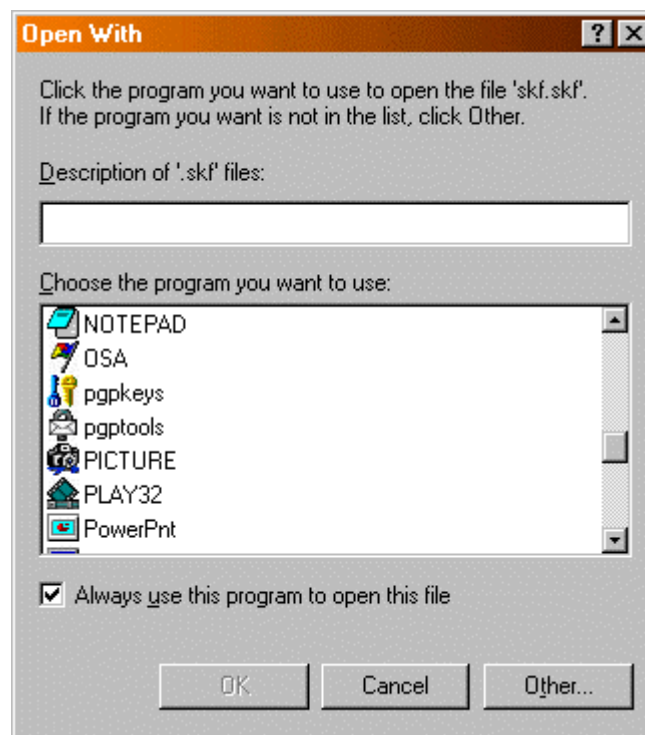 Open With
Click the program you want to use to open the file 'skf.skf'.
If the program you want is not in the list, click Other.
Description of '.skf' files:
Choose the program you want to use:
NOTEPAD
OSA
pgpkeys
pgptools
PICTURE
PLAY32
PowerPnt
Always use this program to open this file
OK
Cancel
Other...